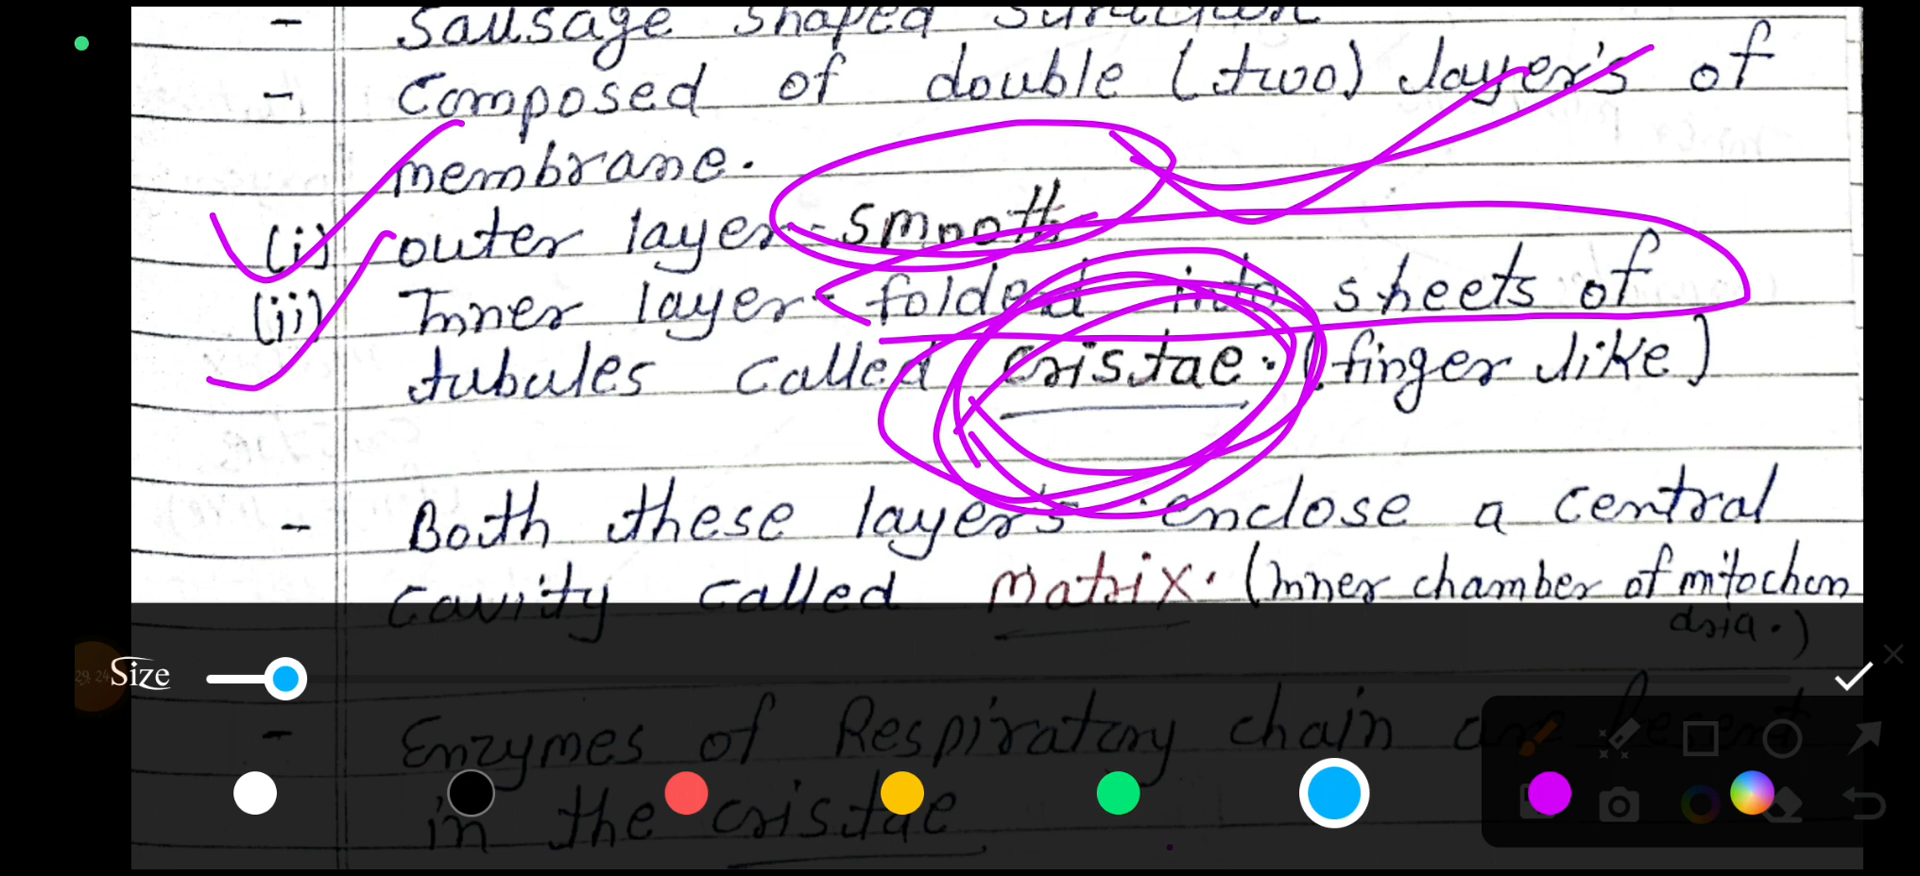 - Sausage shaped
- Composed of double (two) layer's of
membrane.
(i) outer layer - smooth
(ii) Inner layer - folded into sheets of
tubules called cristae. (finger like)
- Both these layers enclose a central
cavity called matrix. (Inner chamber of mitochon
dria.)
Size
- Enzymes of Respiratory chain are
in the cristae